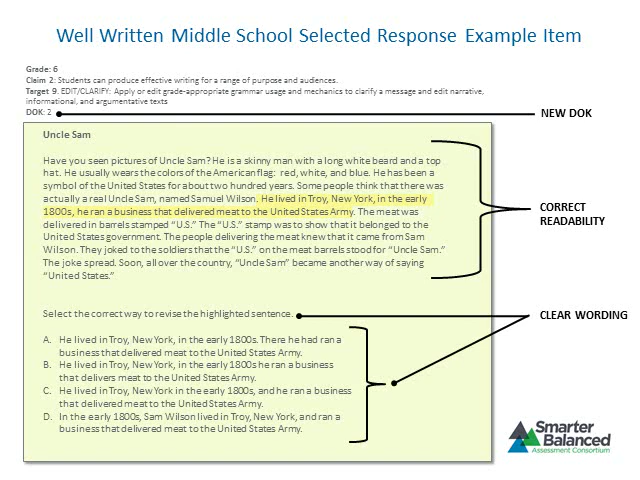 Well Written Middle School Selected Response Example Item
Grade: 6
Claim 2: Students can produce effective writing for a range of purpose and audiences.
Target 9. EDIT/CLARIFY: Apply or edit grade-appropriate grammar usage and mechanics to clarify a message and edit narrative,
informational, and argumentative texts
DOK: 2
NEW DOK
Uncle Sam
Have you seen pictures of Uncle Sam? He is a skinny man with a long white beard and a top
hat. He usually wears the colors of the American flag: red, white, and blue. He has been a
symbol of the United States for about two hundred years. Some people think that there was
actually a real Uncle Sam, named Samuel Wilson. He lived in Troy, New York, in the early
1800s, he ran a business that delivered meat to the United States Army. The meat was
delivered in barrels stamped “U.S.” The “U.S.” stamp was to show that it belonged to the
United States government. The people delivering the meat knew that it came from Sam
Wilson. They joked to the soldiers that the “U.S.” on the meat barrels stood for “Uncle Sam.”
The joke spread. Soon, all over the country, “Uncle Sam” became another way of saying
“United States.”
CORRECT
READABILITY
Select the correct way to revise the highlighted sentence.
CLEAR WORDING
A. He lived in Troy, New York, in the early 1800s. There he had ran a
business that delivered meat to the United States Army.
B. He lived in Troy, New York, in the early 1800s he ran a business
that delivers meat to the United States Army.
C. He lived in Troy, New York in the early 1800s, and he ran a business
that delivered meat to the United States Army.
D. In the early 1800s, Sam Wilson lived in Troy, New York, and ran a
business that delivered meat to the United States Army.
Smarter
Balanced
Assessment Consortium